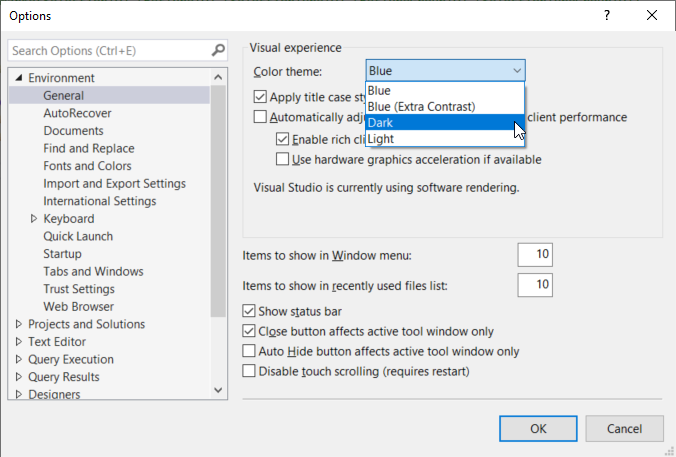 Options
?
Search Options (Ctrl+E)
Environment
General
AutoRecover
Documents
Find and Replace
Fonts and Colors
Import and Export Settings
International Settings
Keyboard
Quick Launch
Startup
Tabs and Windows
Trust Settings
Web Browser
Projects and Solutions
Text Editor
Query Execution
Query Results
Designers
Visual experience
Color theme: Blue
Blue
Blue (Extra Contrast)
Dark
Light
Apply title case
Automatically client performance
Enable rich
Use hardware graphics acceleration if available
Visual Studio is currently using software rendering.
Items to show in Window menu: 10
Items to show in recently used files list: 10
Show status bar
Close button affects active tool window only
Auto Hide button affects active tool window only
Disable touch scrolling (requires restart)
OK Cancel